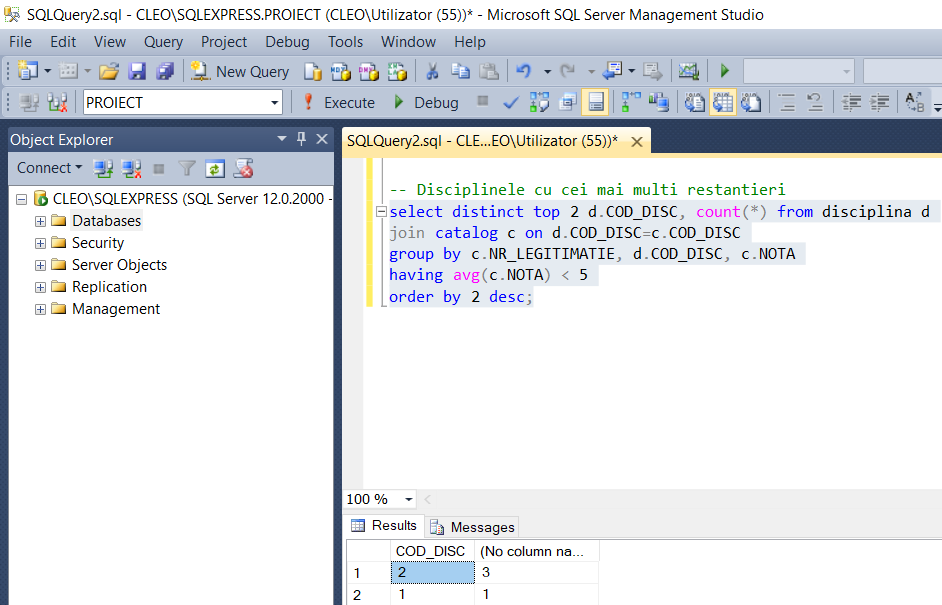 SQLQuery2.sql - CLEO\SQLEXPRESS.PROIECT (CLEO\Utilizator (55))* - Microsoft SQL Server Management Studio
File Edit View Query Project Debug Tools Window Help
New Query
PROIECT Execute Debug
Object Explorer
Connect
CLEO\SQLEXPRESS (SQL Server 12.0.2000 -
Databases
Security
Server Objects
Replication
Management
SQLQuery2.sql - CLE...EO\Utilizator (55))*
-- Disciplinele cu cei mai multi restantieri
select distinct top 2 d.COD_DISC, count(*) from disciplina d
join catalog c on d.COD_DISC=c.COD_DISC
group by c.NR_LEGITIMATIE, d.COD_DISC, c.NOTA
having avg(c.NOTA) < 5
order by 2 desc;
100 %
Results Messages
COD_DISC (No column na...
1 2 3
2 1 1